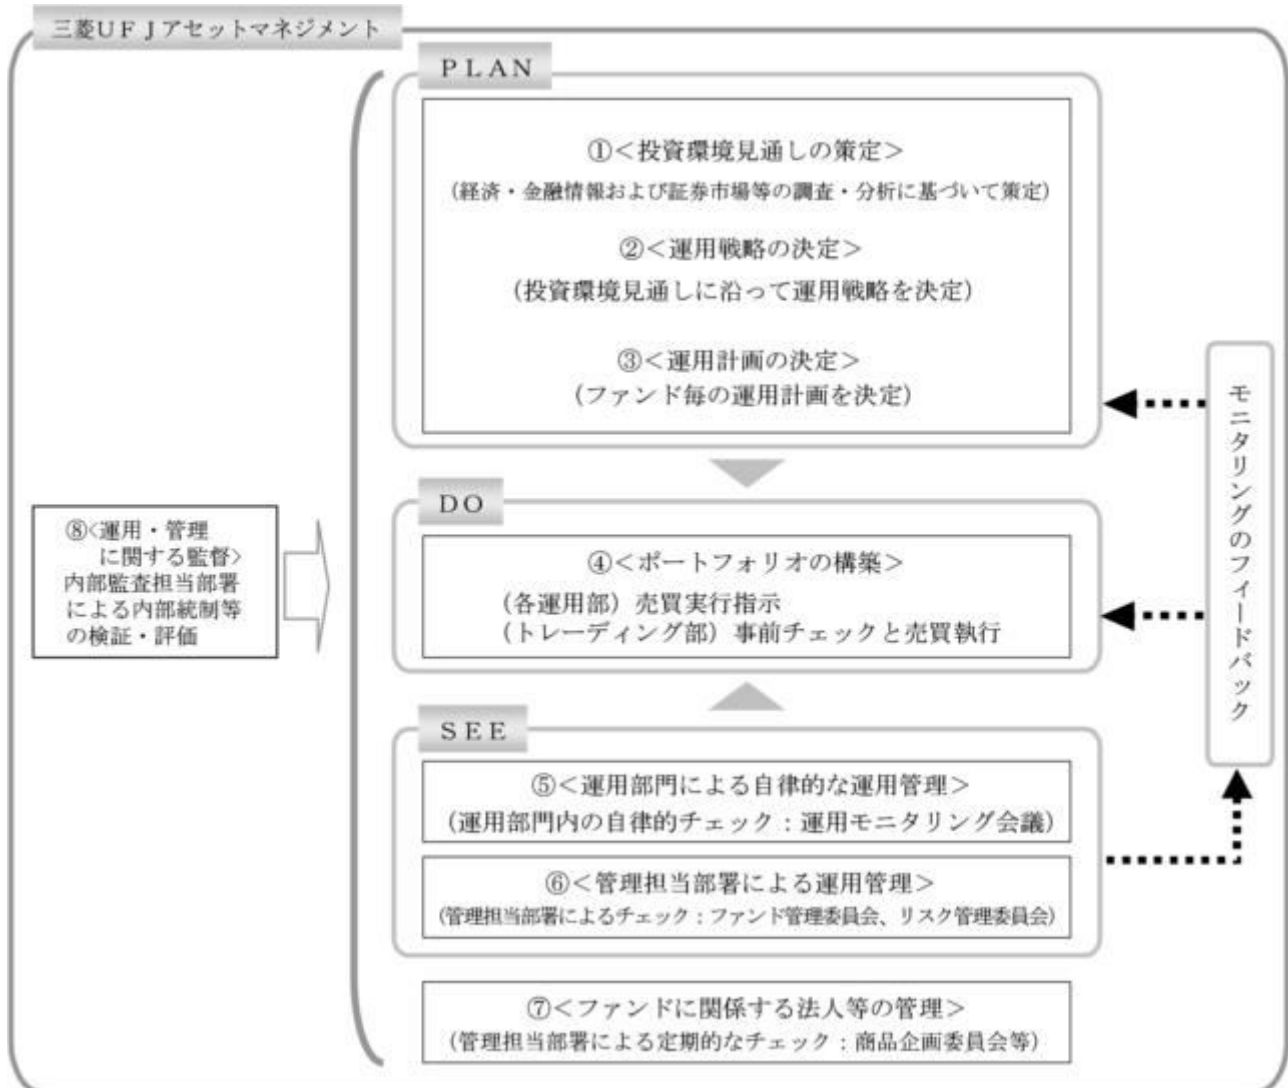 三菱UFJアセットマネジメント
PLAN
①<投資環境見通しの策定>
(経済・金融情報および証券市場等の調査・分析に基づいて策定)
②<運用戦略の決定>
(投資環境見通しに沿って運用戦略を決定)
③<運用計画の決定>
(ファンド毎の運用計画を決定)
DO
④<ポートフォリオの構築>
(各運用部)売買実行指示
(トレーディング部)事前チェックと売買執行
SEE
⑤<運用部門による自律的な運用管理>
(運用部門内の自律的チェック:運用モニタリング会議)
⑥<管理担当部署による運用管理>
(管理担当部署によるチェック:ファンド管理委員会、リスク管理委員会)
⑦<ファンドに関係する法人等の管理>
(管理担当部署による定期的なチェック:商品企画委員会等)
⑧<運用・管理
に関する監督>
内部監査担当部署
による内部統制等
の検証・評価
モニタリングのフィードバック